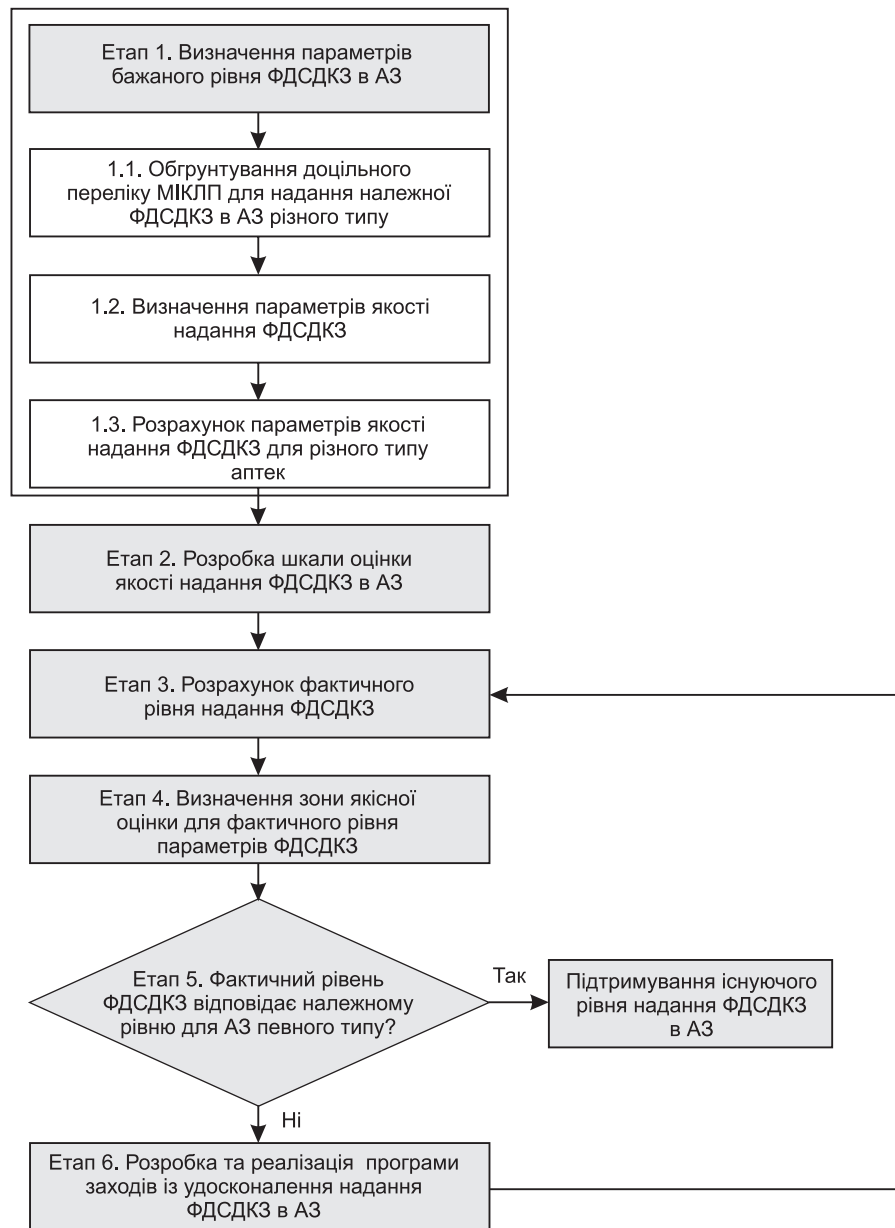 Етап 1. Визначення параметрів
бажаного рівня ФДСДКЗ в АЗ
1.1. Обгрунтування доцільного
переліку МІКЛП для надання належної
ФДСДКЗ в АЗ різного типу
1.2. Визначення параметрів якості
надання ФДСДКЗ
1.3. Розрахунок параметрів якості
надання ФДСДКЗ для різного типу
аптек
Етап 2. Розробка шкали оцінки
якості надання ФДСДКЗ в АЗ
Етап 3. Розрахунок фактичного
рівня надання ФДСДКЗ
Етап 4. Визначення зони якісної
оцінки для фактичного рівня
параметрів ФДСДКЗ
Етап 5. Фактичний рівень
ФДСДКЗ відповідає належному
рівню для АЗ певного типу?
Так
Підтримування існуючого
рівня надання ФДСДКЗ
в АЗ
Ні
Етап 6. Розробка та реалізація програми
заходів із удосконалення надання
ФДСДКЗ в АЗ